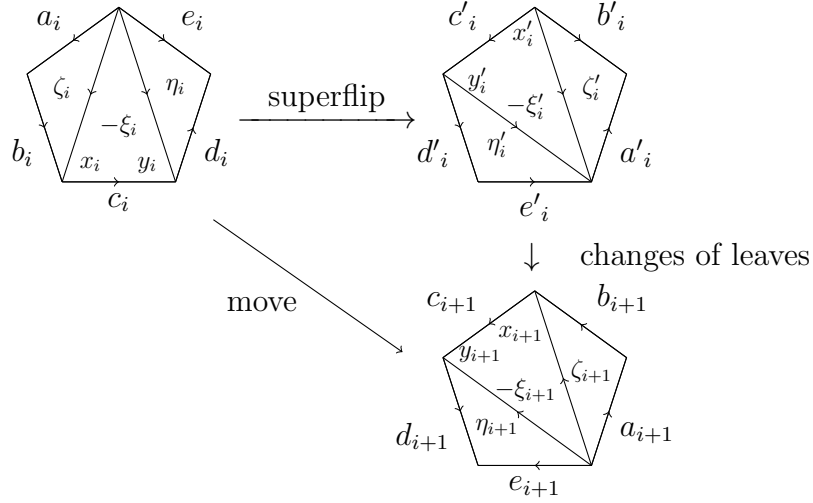 a_i e_i
ζ_i η_i
−ξ_i
b_i x_i y_i d_i
c_i
superflip
c'_i x'_i b'_i
y'_i −ξ'_i ζ'_i
d'_i η'_i a'_i
e'_i
move
changes of leaves
c_{i+1} x_{i+1} b_{i+1}
y_{i+1} ζ_{i+1}
−ξ_{i+1}
d_{i+1} η_{i+1} a_{i+1}
e_{i+1}